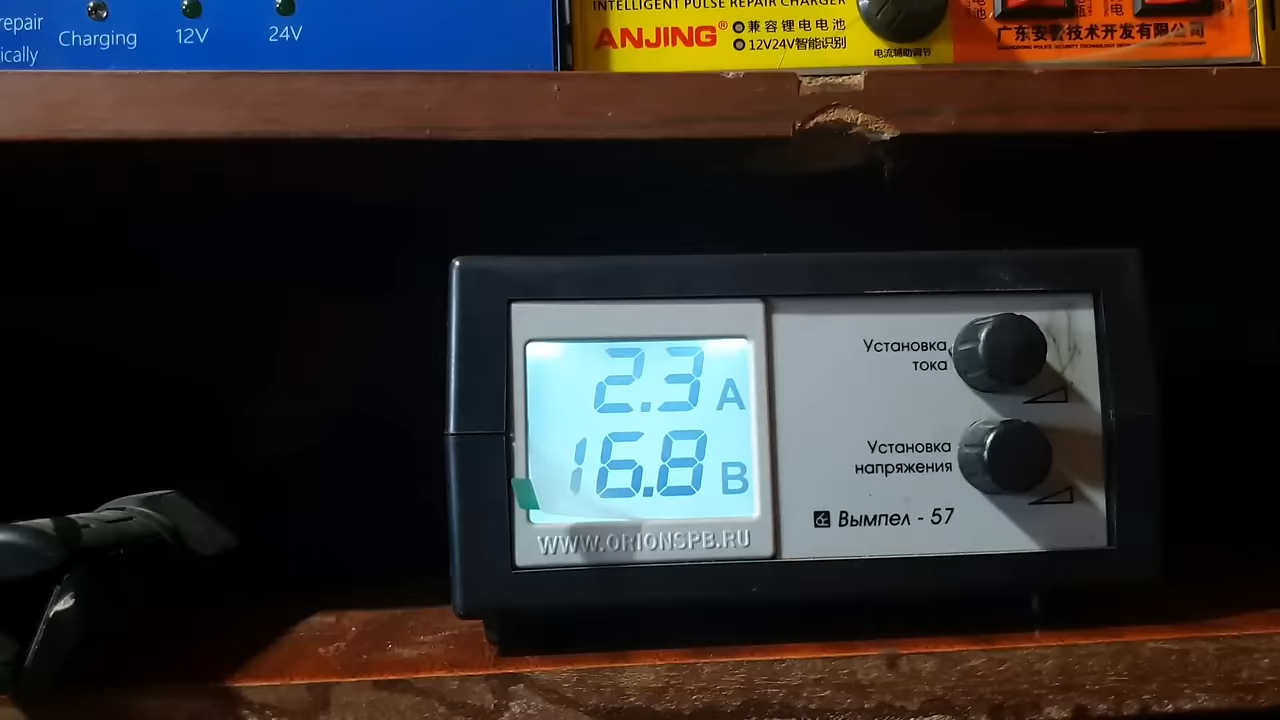 repair
ically
Charging
12V
24V
INTELLIGENT PULSE REPAIR CHARGER
ANJING®
兼容锂电电池
12V24V智能识别
电流辅助调节
广东安警技术开发有限公司
2.3 A
16.8 В
WWW.ORIONSPB.RU
Установка
тока
Установка
напряжения
Вымпел - 57